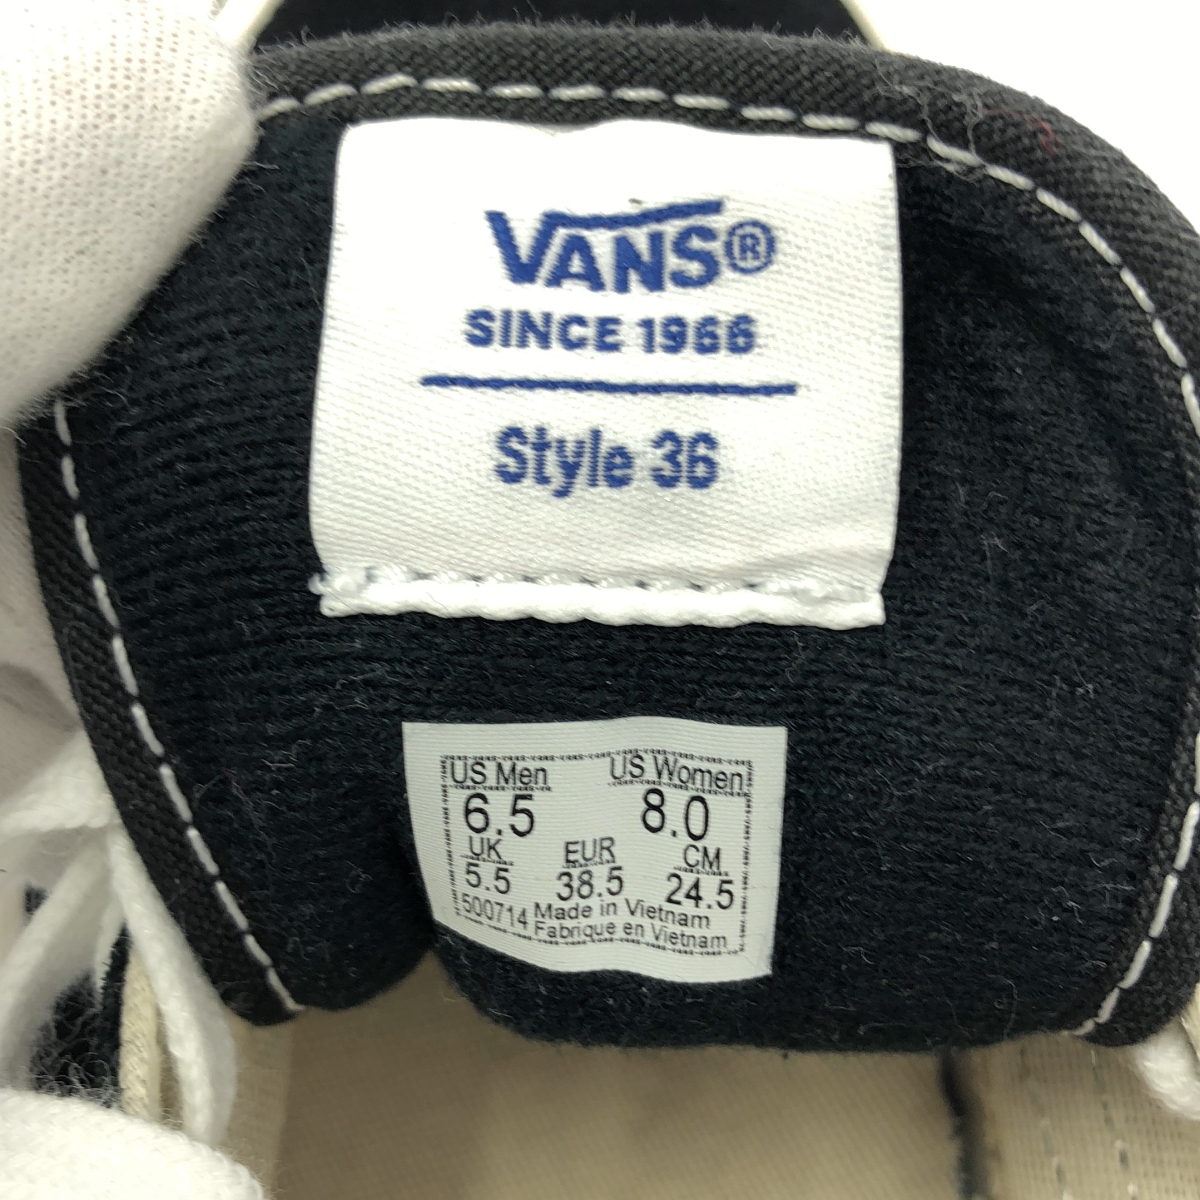 VANS®
SINCE 1966
Style 36
US Men US Women
6.5 8.0
UK EUR CM
5.5 38.5 24.5
500714 Made in Vietnam
Fabrique en Vietnam